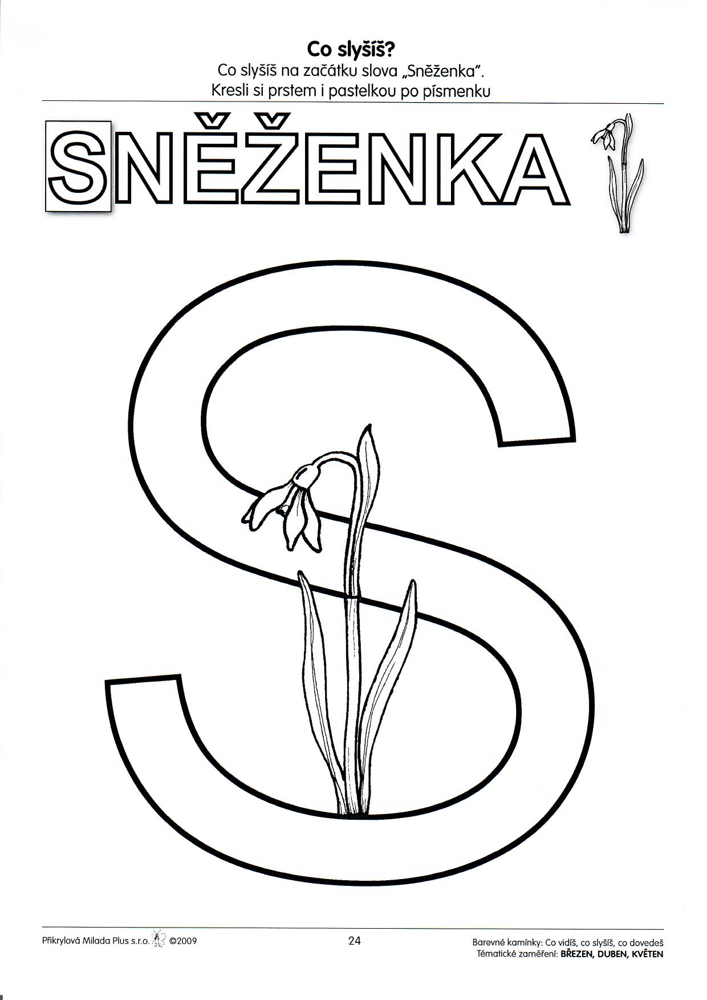 Co slyšíš?
Co slyšíš na začátku slova „Sněženka".
Kresli si prstem i pastelkou po písmenku
SNĚŽENKA
S
Přikrylová Milada Plus s.r.o. ©2009
24
Barevné kamínky: Co vidíš, co slyšíš, co dovedeš
Tématické zaměření: BŘEZEN, DUBEN, KVĚTEN